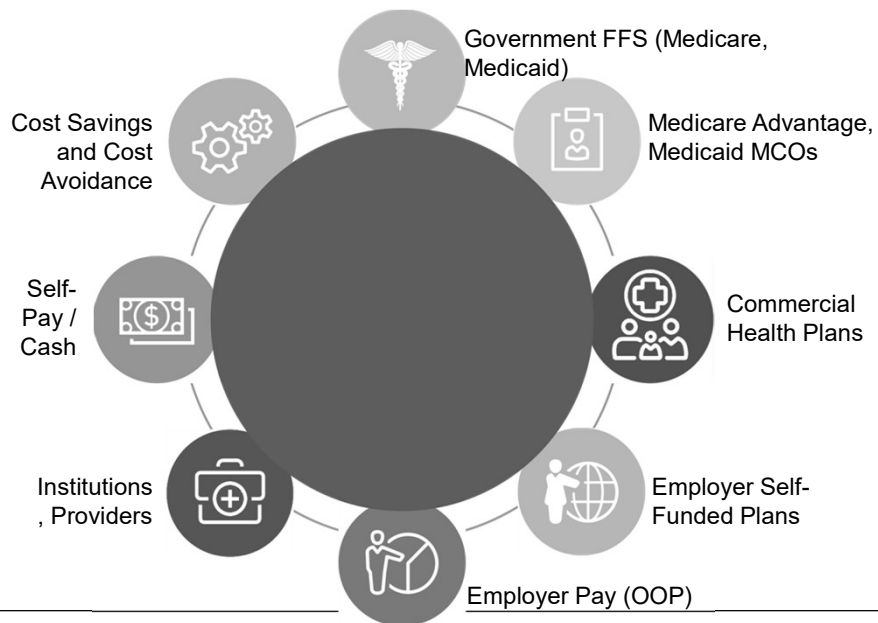 Government FFS (Medicare,
Medicaid)
Medicare Advantage,
Medicaid MCOs
Commercial
Health Plans
Employer Self-
Funded Plans
Employer Pay (OOP)
Institutions
, Providers
Self-
Pay /
Cash
Cost Savings
and Cost
Avoidance
$